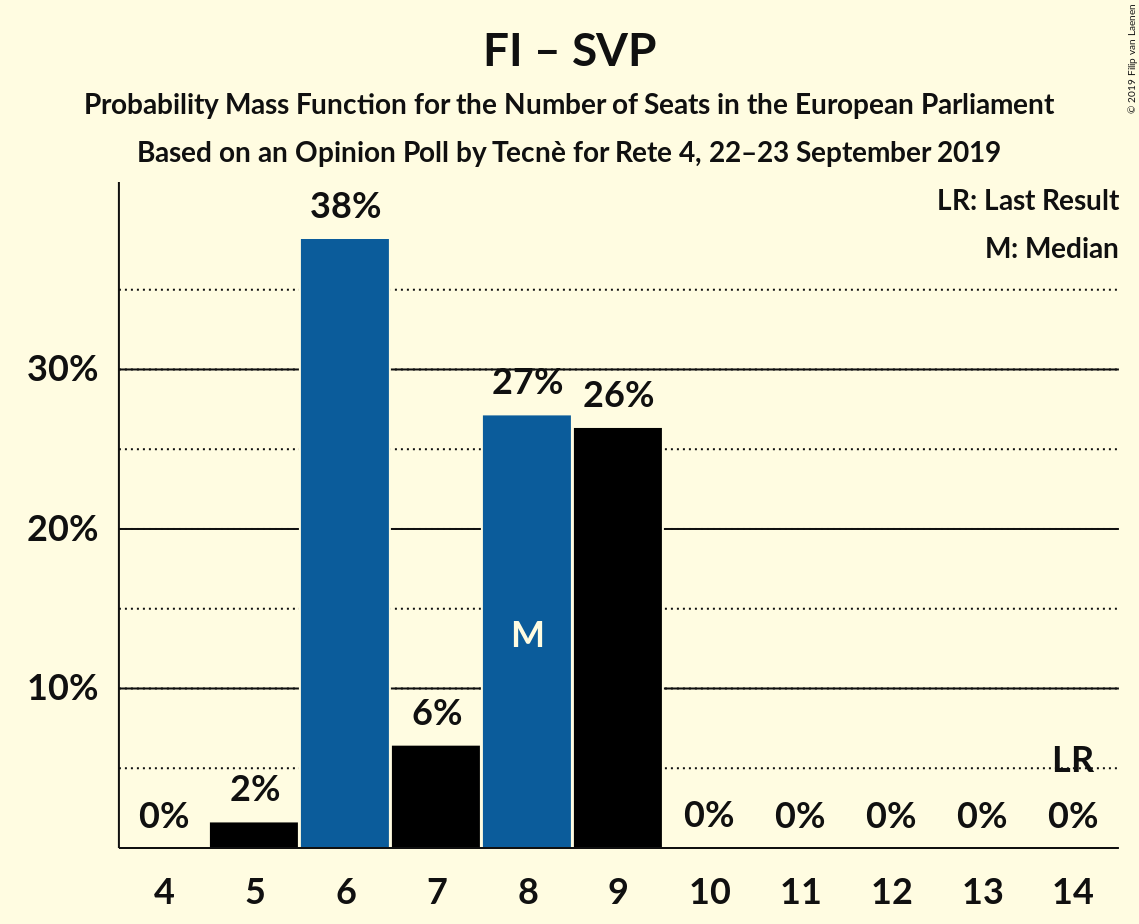 FI – SVP
Probability Mass Function for the Number of Seats in the European Parliament
Based on an Opinion Poll by Tecnè for Rete 4, 22–23 September 2019
© 2019 Filip van Laenen
LR: Last Result
M: Median
38%
30%
27%
26%
20%
M
10%
6%
LR
2%
0%
0%
0%
0%
0%
0%
4 5 6 7 8 9 10 11 12 13 14